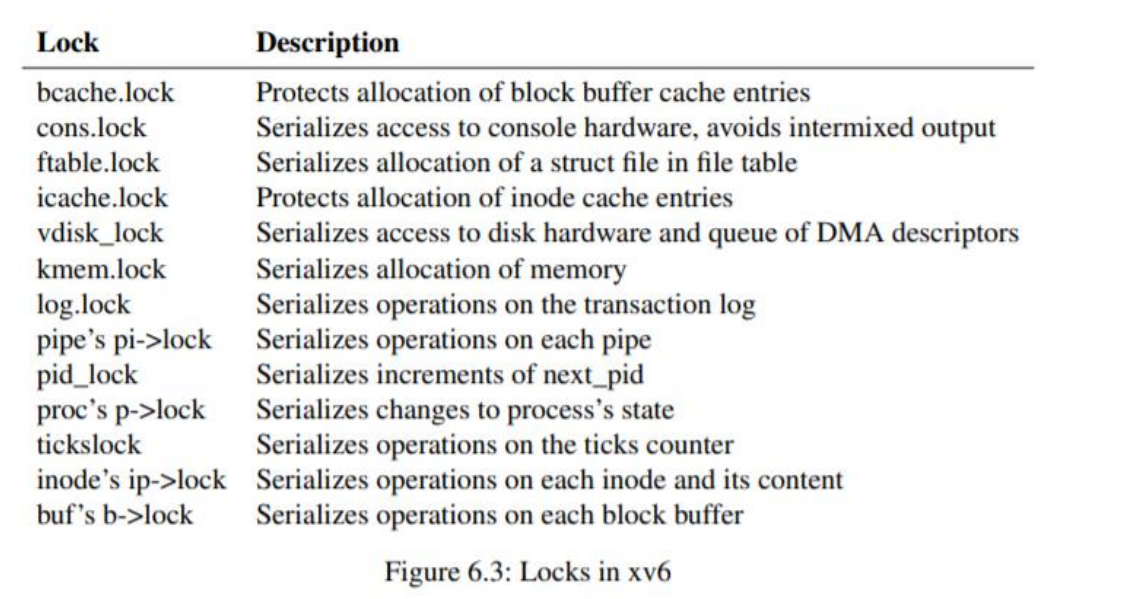 Lock Description
bcache.lock Protects allocation of block buffer cache entries
cons.lock Serializes access to console hardware, avoids intermixed output
ftable.lock Serializes allocation of a struct file in file table
icache.lock Protects allocation of inode cache entries
vdisk_lock Serializes access to disk hardware and queue of DMA descriptors
kmem.lock Serializes allocation of memory
log.lock Serializes operations on the transaction log
pipe’s pi->lock Serializes operations on each pipe
pid_lock Serializes increments of next_pid
proc’s p->lock Serializes changes to process’s state
tickslock Serializes operations on the ticks counter
inode’s ip->lock Serializes operations on each inode and its content
buf’s b->lock Serializes operations on each block buffer
Figure 6.3: Locks in xv6